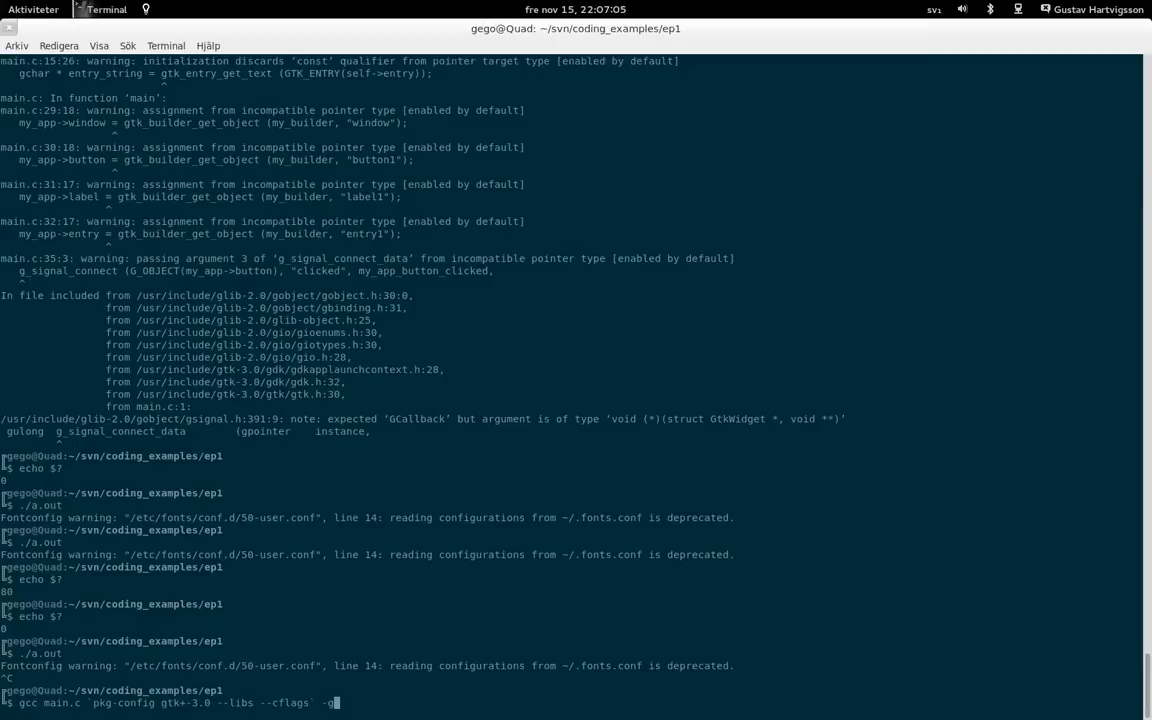 Aktiviteter
Terminal
fre nov 15, 22:07:05
sv₁
Gustav Hartvigsson
gego@Quad: ~/svn/coding_examples/ep1
Arkiv Redigera Visa Sök Terminal Hjälp
main.c:15:26: warning: initialization discards ‘const’ qualifier from pointer target type [enabled by default]
gchar * entry_string = gtk_entry_get_text (GTK_ENTRY(self->entry));
^
main.c: In function ‘main’:
main.c:29:18: warning: assignment from incompatible pointer type [enabled by default]
my_app->window = gtk_builder_get_object (my_builder, "window");
^
main.c:30:18: warning: assignment from incompatible pointer type [enabled by default]
my_app->button = gtk_builder_get_object (my_builder, "button1");
^
main.c:31:17: warning: assignment from incompatible pointer type [enabled by default]
my_app->label = gtk_builder_get_object (my_builder, "label1");
^
main.c:32:17: warning: assignment from incompatible pointer type [enabled by default]
my_app->entry = gtk_builder_get_object (my_builder, "entry1");
^
main.c:35:3: warning: passing argument 3 of ‘g_signal_connect_data’ from incompatible pointer type [enabled by default]
g_signal_connect (G_OBJECT(my_app->button), "clicked", my_app_button_clicked,
^
In file included from /usr/include/glib-2.0/gobject/gobject.h:30:0,
from /usr/include/glib-2.0/gobject/gbinding.h:31,
from /usr/include/glib-2.0/glib-object.h:25,
from /usr/include/glib-2.0/gio/gioenums.h:30,
from /usr/include/glib-2.0/gio/giotypes.h:30,
from /usr/include/glib-2.0/gio/gio.h:28,
from /usr/include/gtk-3.0/gdk/gdkapplaunchcontext.h:28,
from /usr/include/gtk-3.0/gdk/gdk.h:32,
from /usr/include/gtk-3.0/gtk/gtk.h:30,
from main.c:1:
/usr/include/glib-2.0/gobject/gsignal.h:391:9: note: expected ‘GCallback’ but argument is of type ‘void (*)(struct GtkWidget *, void **)’
gulong g_signal_connect_data (gpointer instance,
^
╔gego@Quad:~/svn/coding_examples/ep1
╚$ echo $?
0
╔gego@Quad:~/svn/coding_examples/ep1
╚$ ./a.out
Fontconfig warning: "/etc/fonts/conf.d/50-user.conf", line 14: reading configurations from ~/.fonts.conf is deprecated.
╔gego@Quad:~/svn/coding_examples/ep1
╚$ ./a.out
Fontconfig warning: "/etc/fonts/conf.d/50-user.conf", line 14: reading configurations from ~/.fonts.conf is deprecated.
╔gego@Quad:~/svn/coding_examples/ep1
╚$ echo $?
80
╔gego@Quad:~/svn/coding_examples/ep1
╚$ echo $?
0
╔gego@Quad:~/svn/coding_examples/ep1
╚$ ./a.out
Fontconfig warning: "/etc/fonts/conf.d/50-user.conf", line 14: reading configurations from ~/.fonts.conf is deprecated.
^C
╔gego@Quad:~/svn/coding_examples/ep1
╚$ gcc main.c `pkg-config gtk+-3.0 --libs --cflags` -g